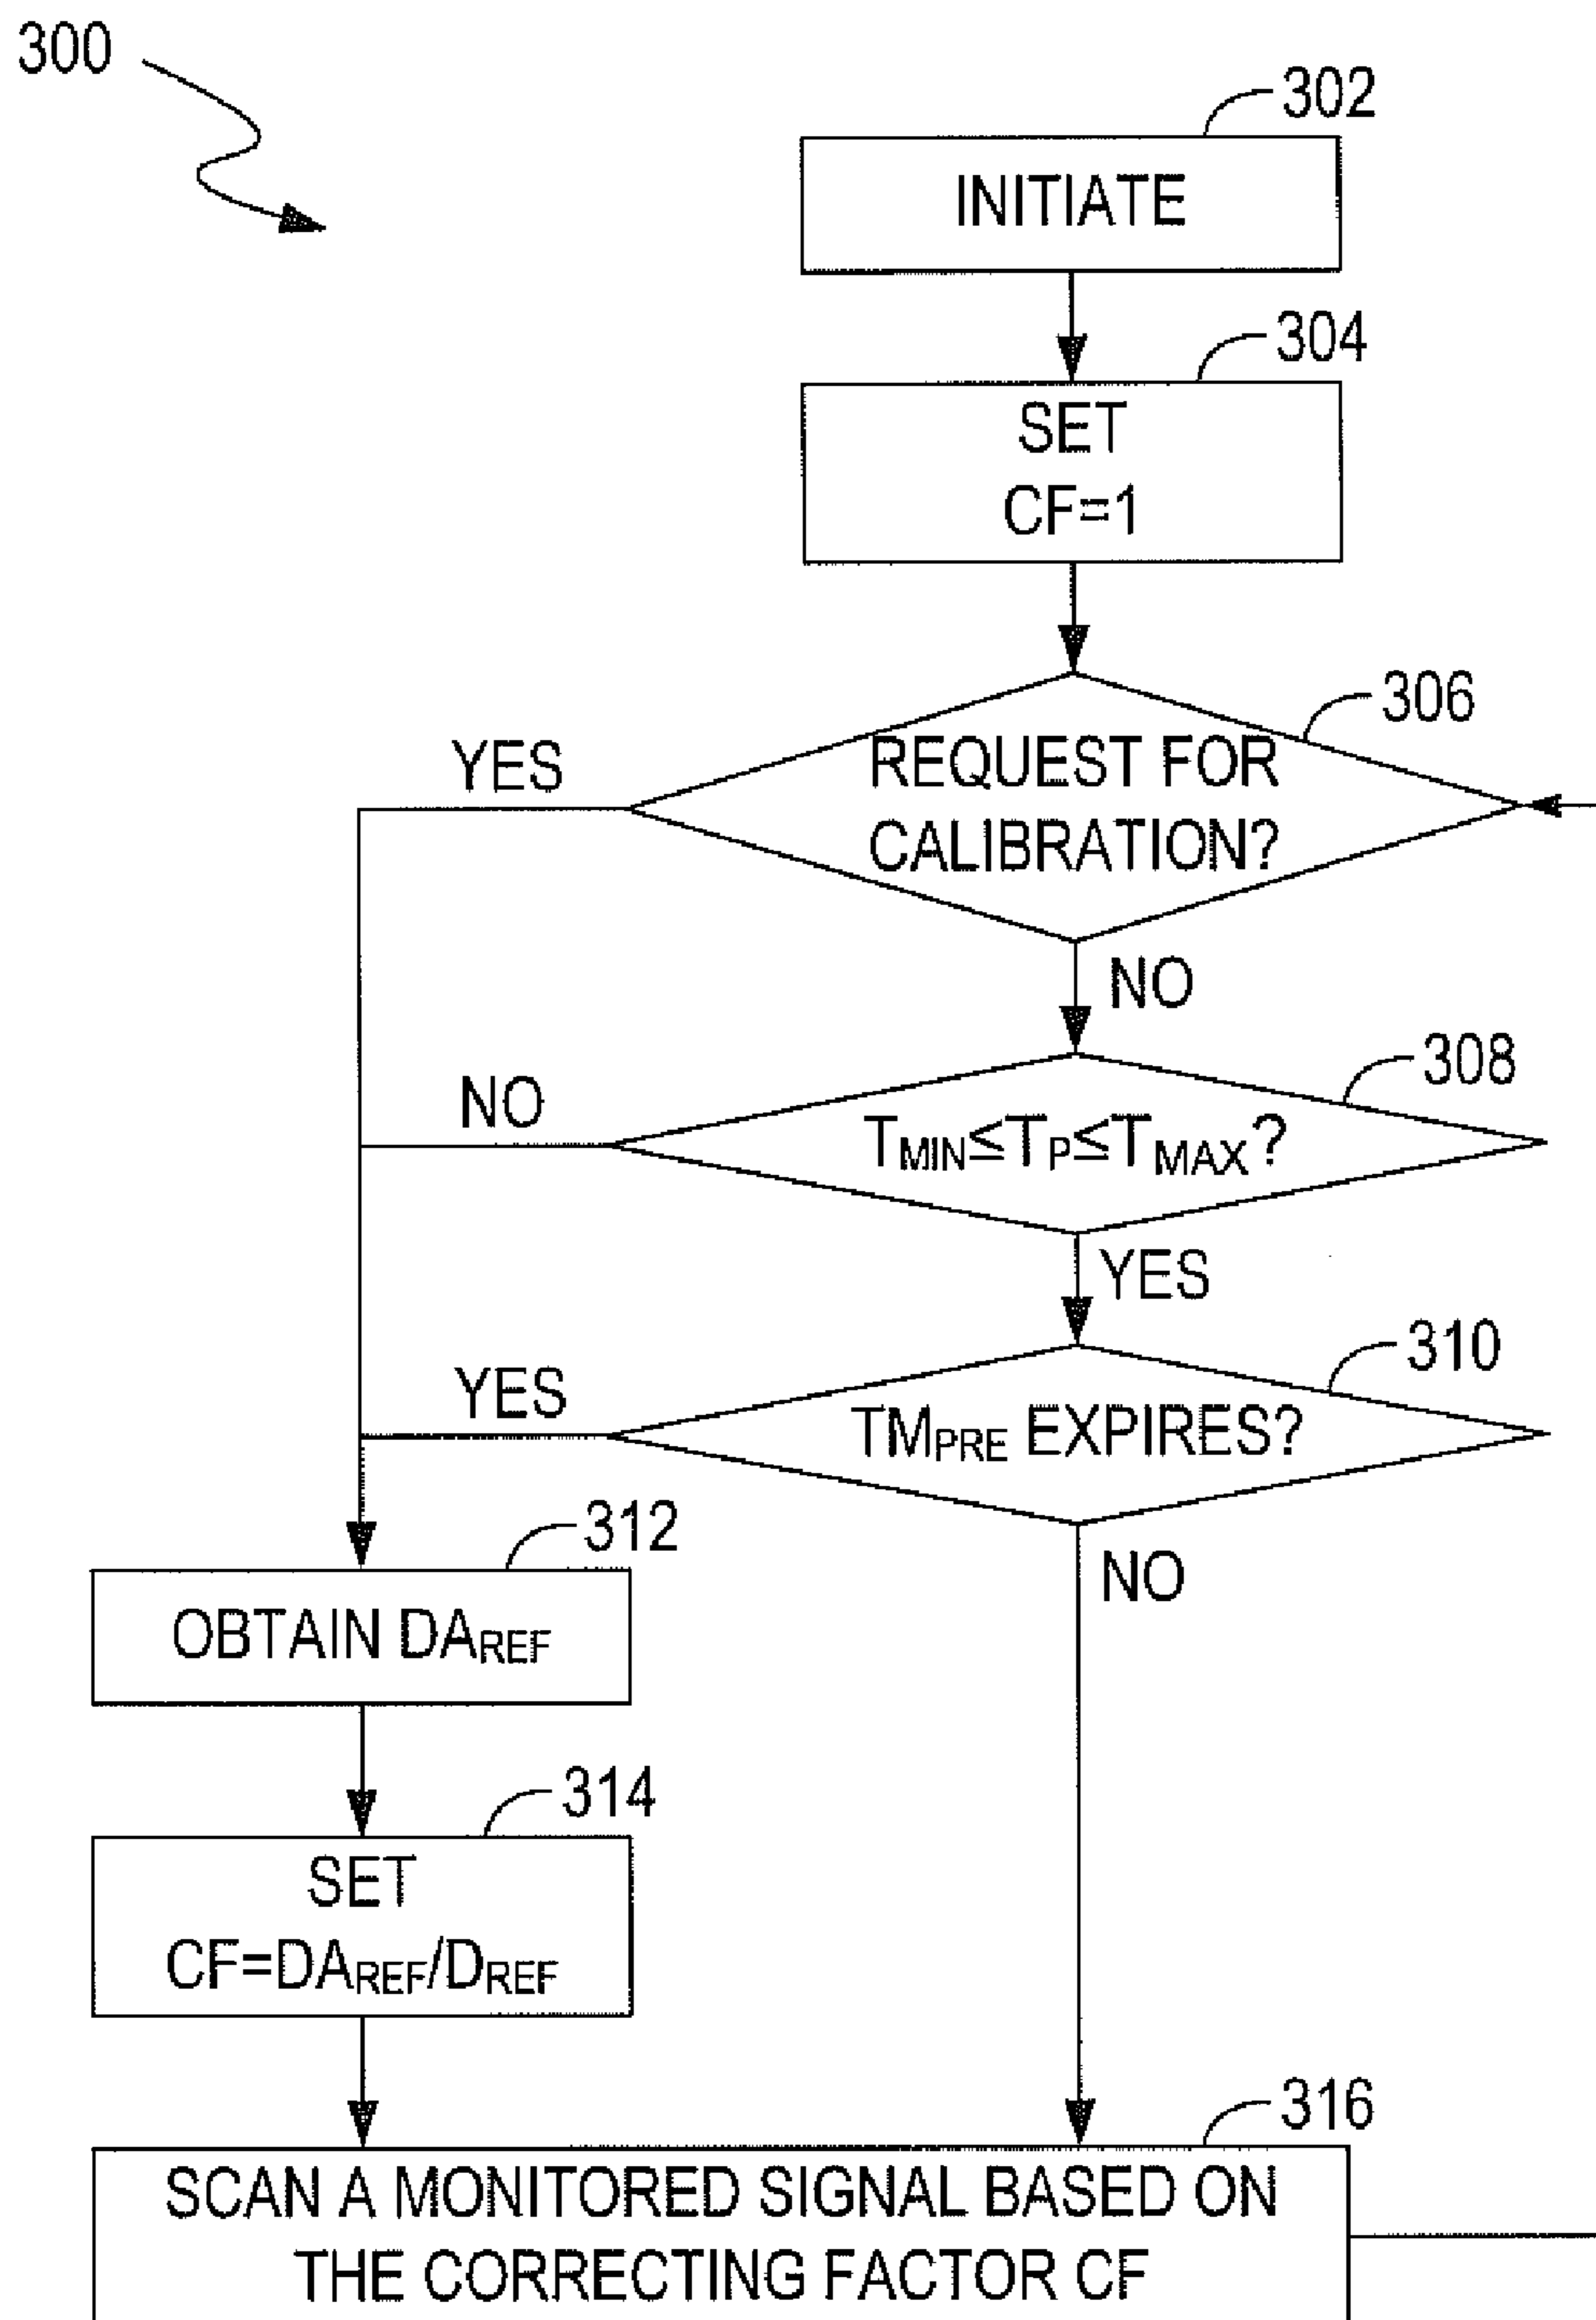 300
302
INITIATE
304
SET
CF=1
306
YES
REQUEST FOR
CALIBRATION?
NO
308
NO
TMIN≤TP≤TMAX?
YES
310
YES
TMPRE EXPIRES?
312
NO
OBTAIN DAREF
314
SET
CF=DAREF/DREF
316
SCAN A MONITORED SIGNAL BASED ON
THE CORRECTING FACTOR CF